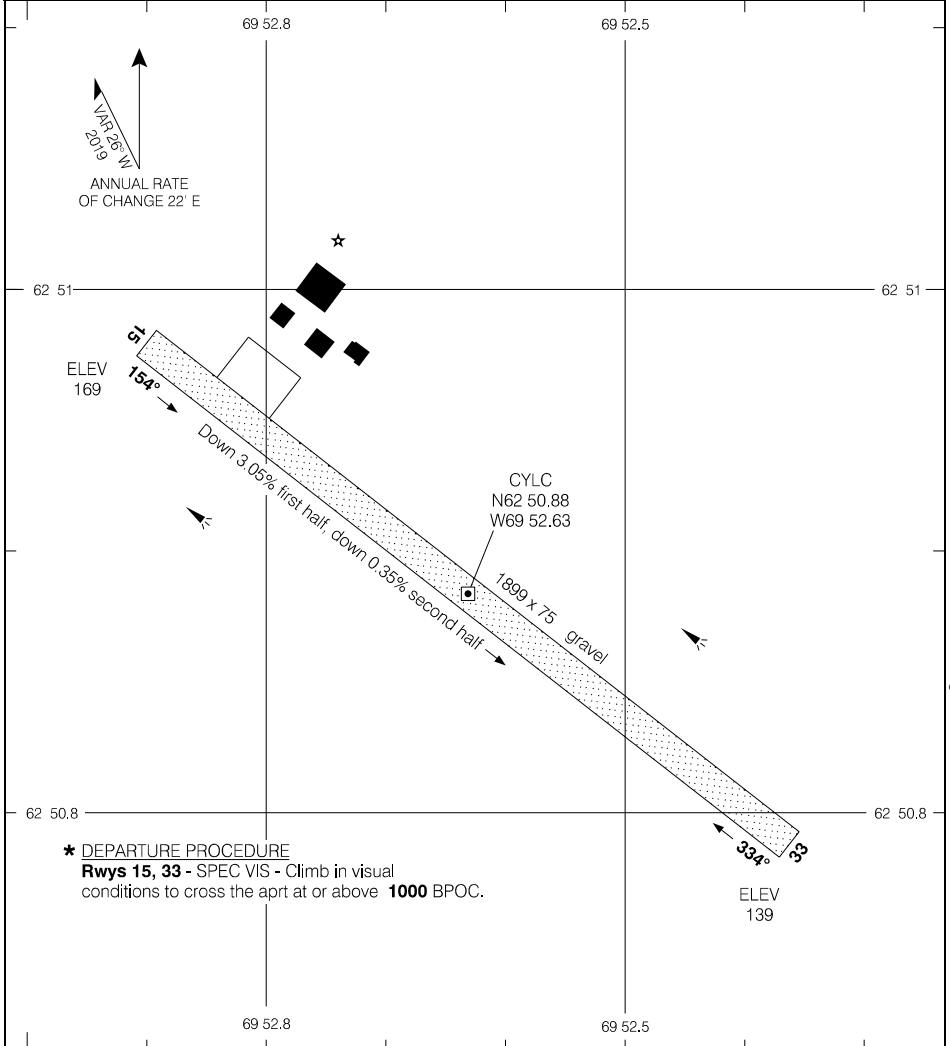 69 52.8
69 52.5
VAR 26° W
2019
ANNUAL RATE
OF CHANGE 22' E
62 51
62 51
15
ELEV
169
154°
Down 3.05% first half, down 0.35% second half
CYLC
N62 50.88
W69 52.63
1899 x 75 gravel
62 50.8
62 50.8
33
334°
ELEV
139
* DEPARTURE PROCEDURE
Rwys 15, 33 - SPEC VIS - Climb in visual
conditions to cross the aprt at or above 1000 BPOC.
69 52.8
69 52.5